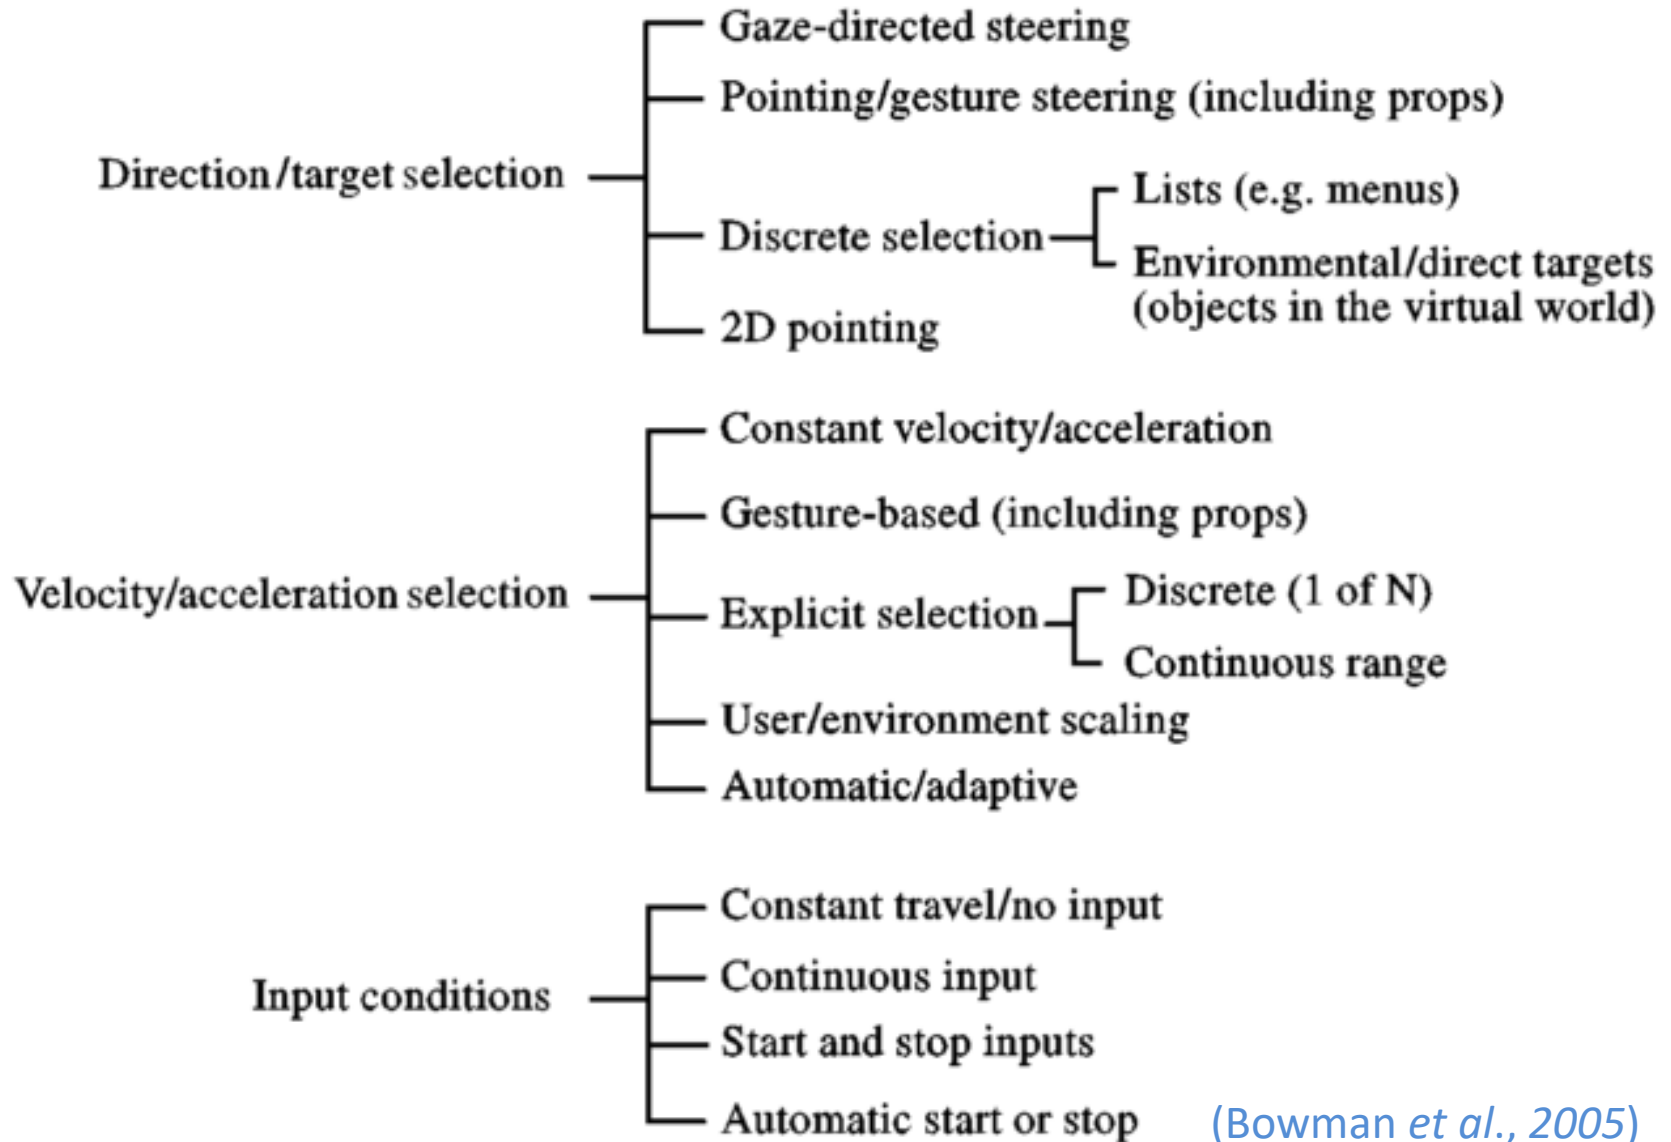 Direction/target selection
Gaze-directed steering
Pointing/gesture steering (including props)
Discrete selection
Lists (e.g. menus)
Environmental/direct targets
(objects in the virtual world)
2D pointing
Velocity/acceleration selection
Constant velocity/acceleration
Gesture-based (including props)
Explicit selection
Discrete (1 of N)
Continuous range
User/environment scaling
Automatic/adaptive
Input conditions
Constant travel/no input
Continuous input
Start and stop inputs
Automatic start or stop
(Bowman et al., 2005)